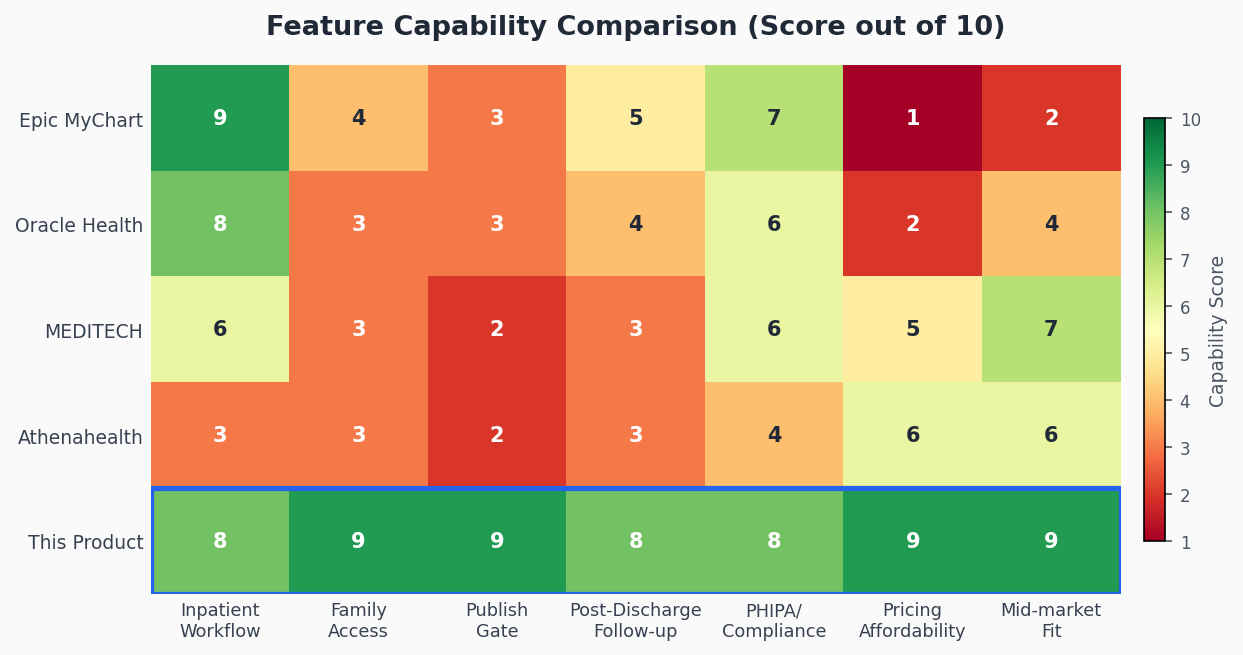 Feature Capability Comparison (Score out of 10)
Epic MyChart 9 4 3 5 7 1 2
Oracle Health 8 3 3 4 6 2 4
MEDITECH 6 3 2 3 6 5 7
Athenahealth 3 3 2 3 4 6 6
This Product 8 9 9 8 8 9 9
Inpatient Family Publish Post-Discharge PHIPA/ Pricing Mid-market
Workflow Access Gate Follow-up Compliance Affordability Fit
10
9
8
7
6
5
4
3
2
1
Capability Score